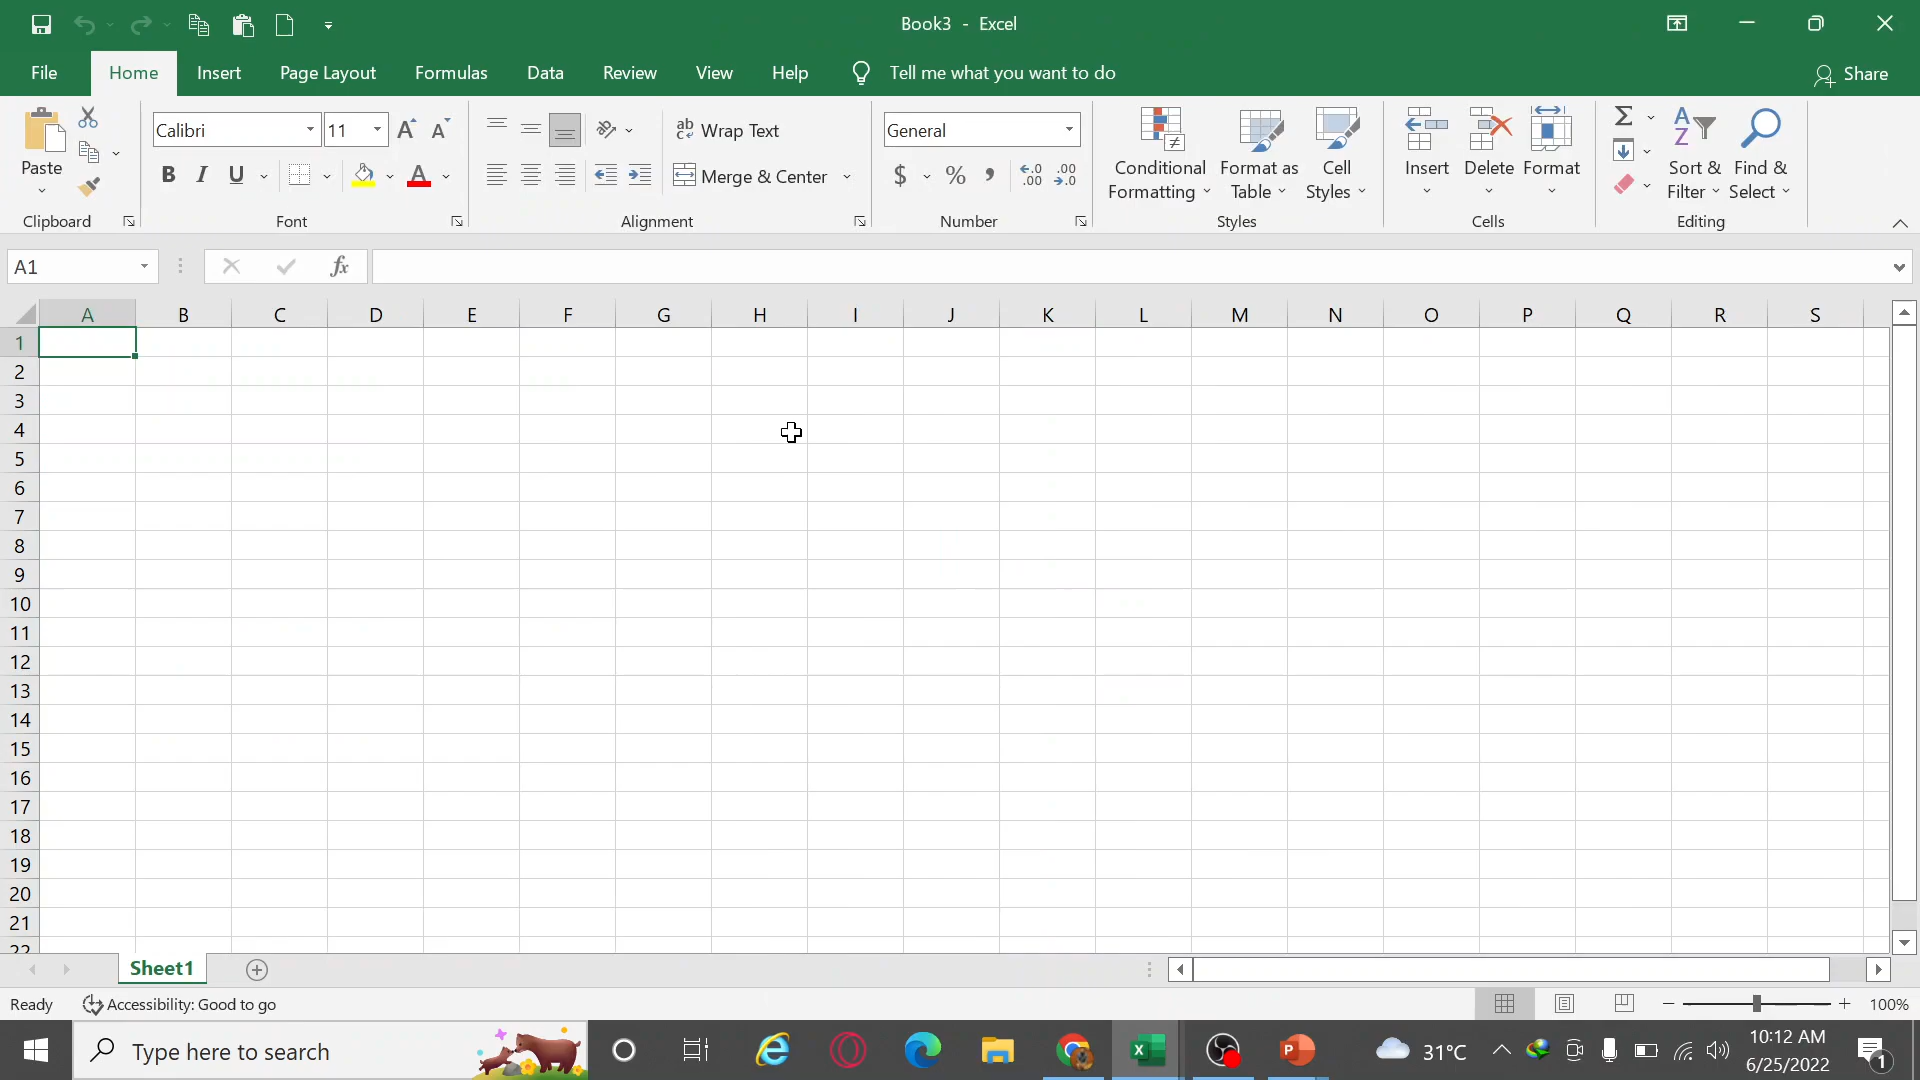 Book3 - Excel
File Home Insert Page Layout Formulas Data Review View Help Tell me what you want to do Share
Calibri 11 Wrap Text General
Paste B I U A Merge & Center $ % , Conditional Formatting Format as Table Cell Styles Insert Delete Format Sort & Filter Find & Select
Clipboard Font Alignment Number Styles Cells Editing
A1 fx
A B C D E F G H I J K L M N O P Q R S
1
2
3
4
5
6
7
8
9
10
11
12
13
14
15
16
17
18
19
20
21
22
Sheet1
Ready Accessibility: Good to go 100%
Type here to search 31°C 10:12 AM
6/25/2022 1